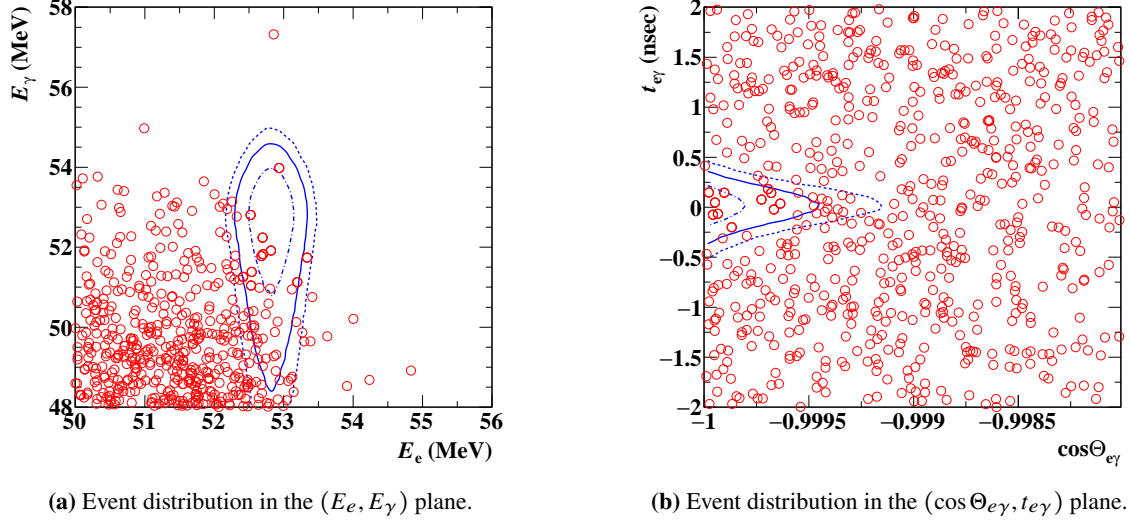 E_γ (MeV)
58
56
54
52
50
48
50 51 52 53 54 55 56
E_e (MeV)
(a) Event distribution in the (E_e, E_γ) plane.
t_eγ (nsec)
2
1.5
1
0.5
0
−0.5
−1
−1.5
−2
−1 −0.9995 −0.999 −0.9985
cosΘ_eγ
(b) Event distribution in the (cos Θ_eγ, t_eγ) plane.